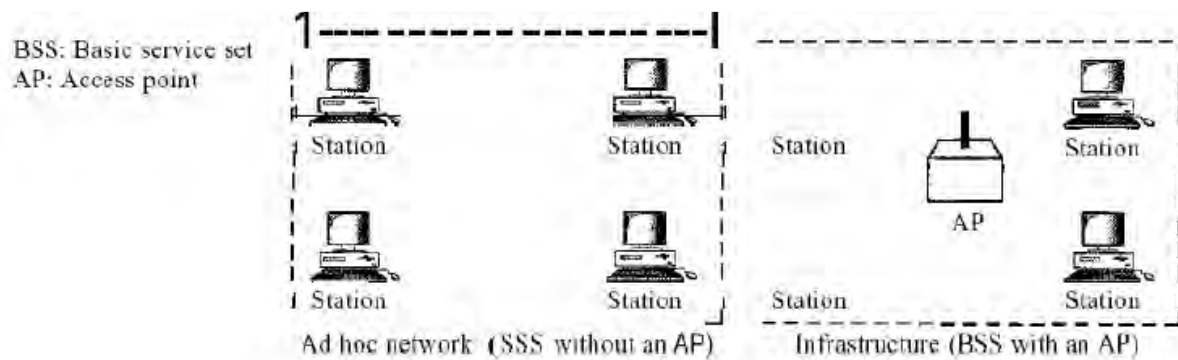 BSS: Basic service set
AP: Access point
Station Station Station Station
AP
Station Station Station Station
Ad hoc network (SSS without an AP) Infrastructure (BSS with an AP)